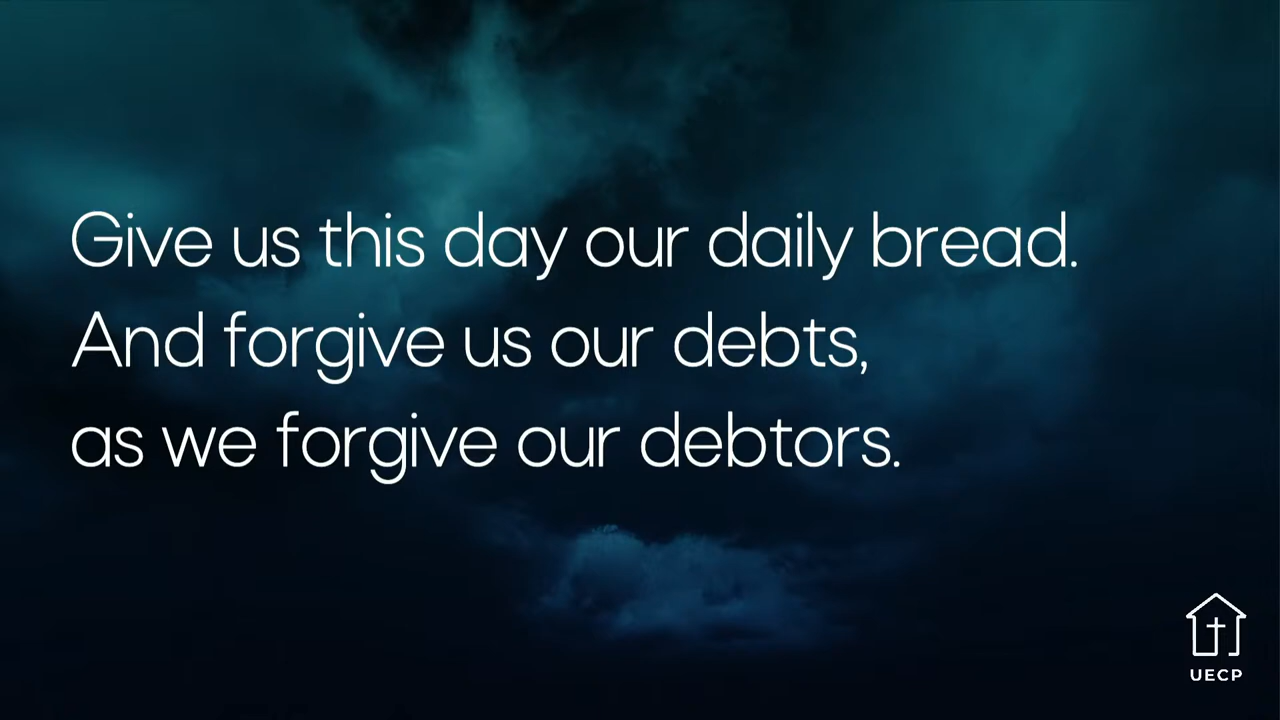 Give us this day our daily bread.
And forgive us our debts,
as we forgive our debtors.
UECP